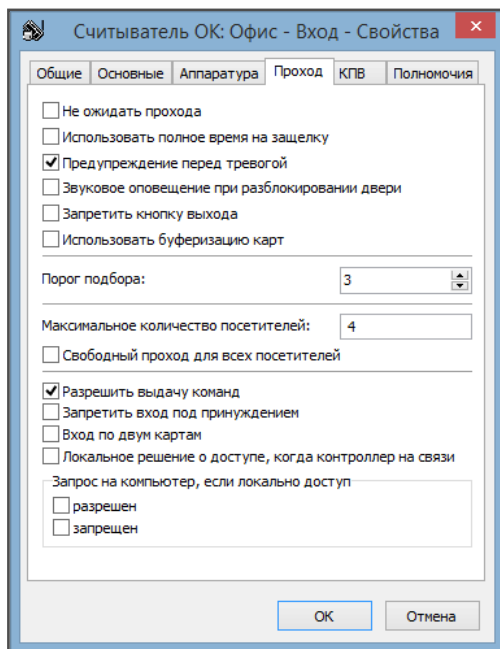 Считыватель ОК: Офис - Вход - Свойства
Общие Основные Аппаратура Проход КПВ Полномочия
Не ожидать прохода
Использовать полное время на защелку
Предупреждение перед тревогой
Звуковое оповещение при разблокировании двери
Запретить кнопку выхода
Использовать буферизацию карт
Порог подбора: 3
Максимальное количество посетителей: 4
Свободный проход для всех посетителей
Разрешить выдачу команд
Запретить вход под принуждением
Вход по двум картам
Локальное решение о доступе, когда контроллер на связи
Запрос на компьютер, если локально доступ
разрешен
запрещен
ОК Отмена